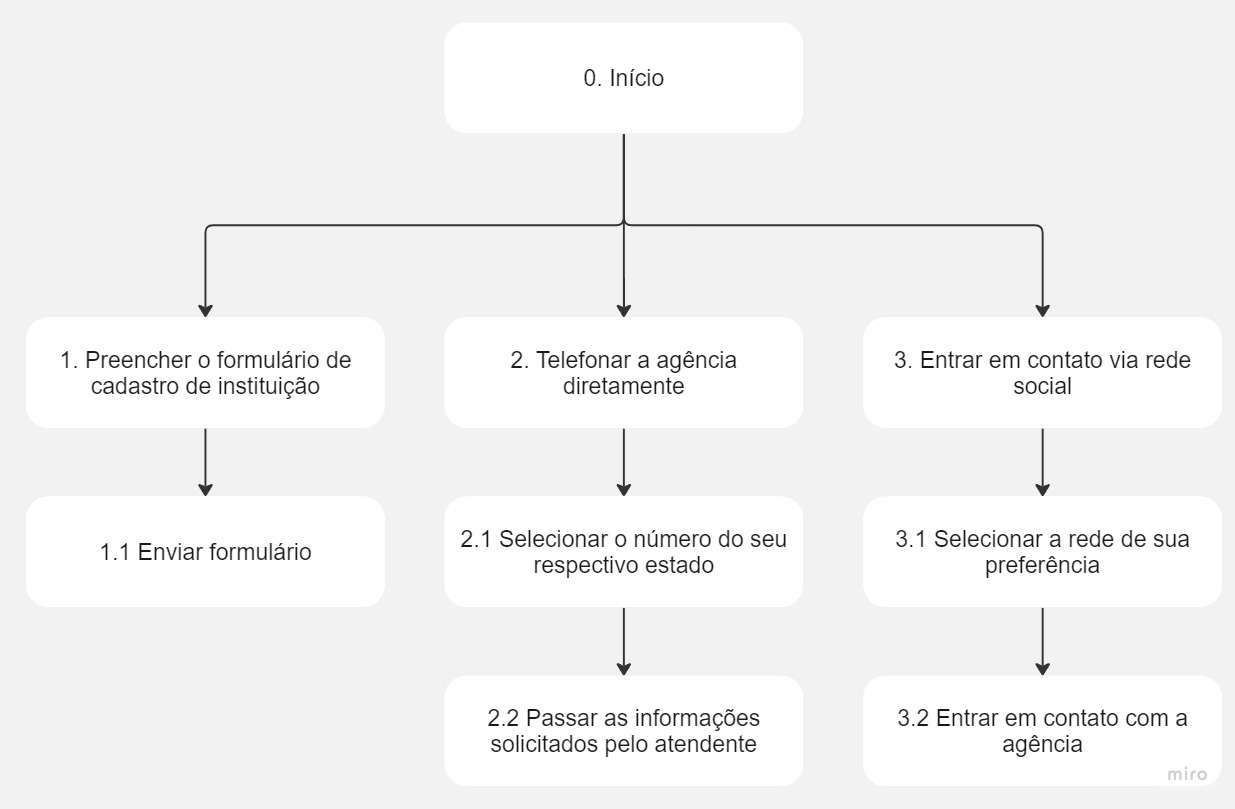 0. Início
1. Preencher o formulário de
cadastro de instituição
2. Telefonar a agência
diretamente
3. Entrar em contato via rede
social
1.1 Enviar formulário
2.1 Selecionar o número do seu
respectivo estado
3.1 Selecionar a rede de sua
preferência
2.2 Passar as informações
solicitados pelo atendente
3.2 Entrar em contato com a
agência
miro